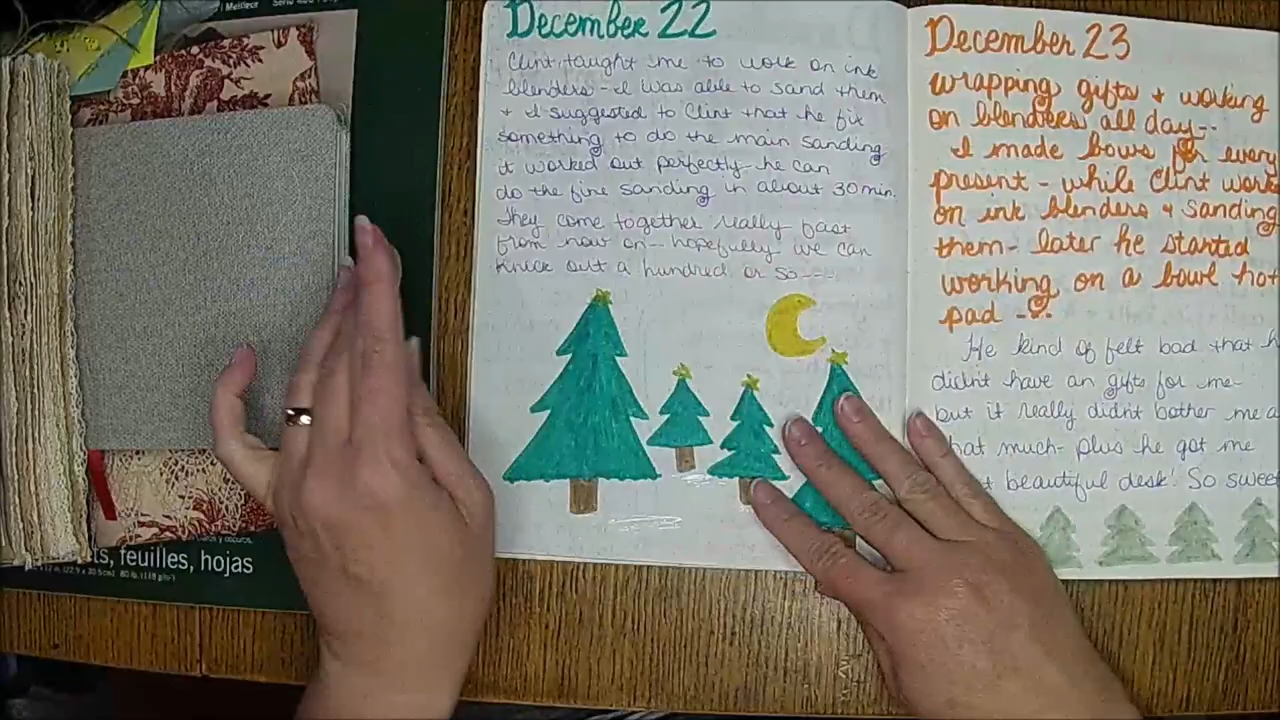 December 22
Clint taught me to work on ink
blenders - I was able to sand them
+ I suggested to Clint that he fix
something to do the main sanding
it worked out perfectly - he can
do the fine sanding in about 30 min.
They come together really fast
from now on - hopefully we can
knick out a hundred or so ----
December 23
wrapping gifts + working
on blenders all day--
I made bows for every
present - while Clint work
on ink blenders + sanding
them - later he started
working on a bowl hot
pad -
He kind of felt bad that
didn't have an gifts for me-
but it really didn't bother me a
that much - plus he got me
beautiful desk! So sweet
feuilles, hojas